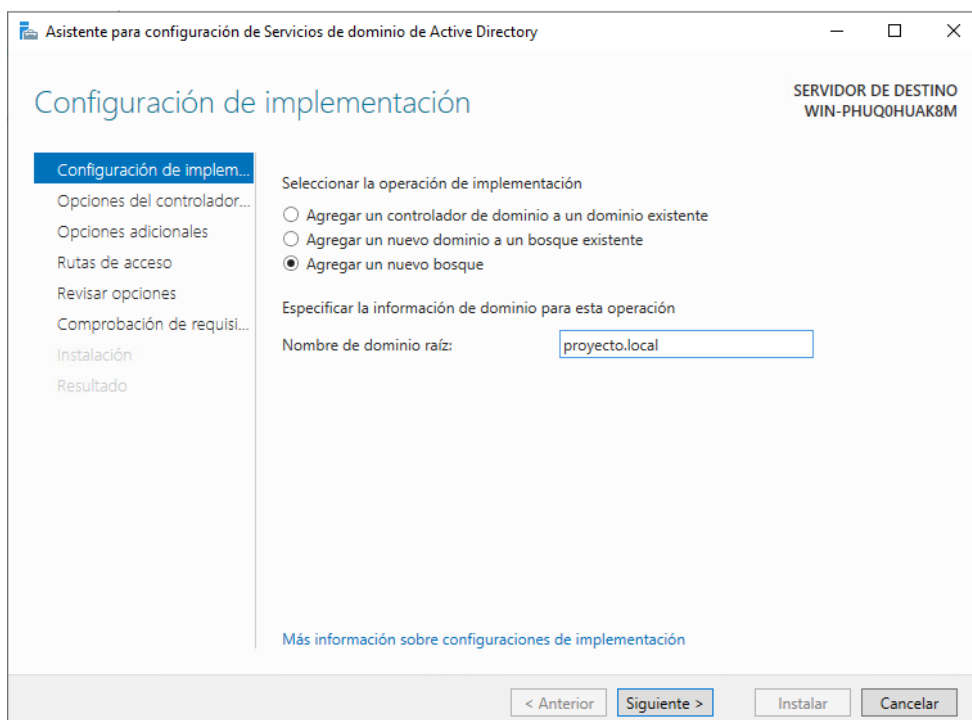 Asistente para configuración de Servicios de dominio de Active Directory
Configuración de implementación
SERVIDOR DE DESTINO
WIN-PHUQ0HUAK8M
Configuración de implem...
Opciones del controlador...
Opciones adicionales
Rutas de acceso
Revisar opciones
Comprobación de requisi...
Instalación
Resultado
Seleccionar la operación de implementación
Agregar un controlador de dominio a un dominio existente
Agregar un nuevo dominio a un bosque existente
Agregar un nuevo bosque
Especificar la información de dominio para esta operación
Nombre de dominio raíz: proyecto.local
Más información sobre configuraciones de implementación
< Anterior Siguiente > Instalar Cancelar